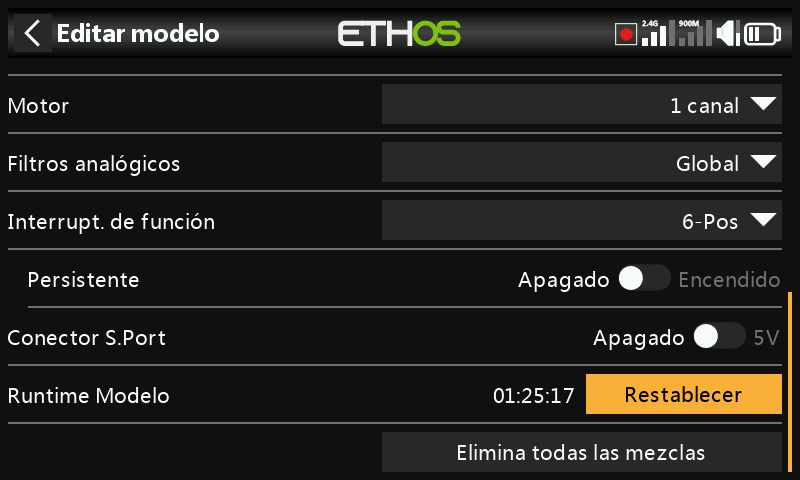 Editar modelo ETHOS 2.4G 900M
Motor 1 canal
Filtros analógicos Global
Interrupt. de función 6-Pos
Persistente Apagado Encendido
Conector S.Port Apagado 5V
Runtime Modelo 01:25:17 Restablecer
Elimina todas las mezclas